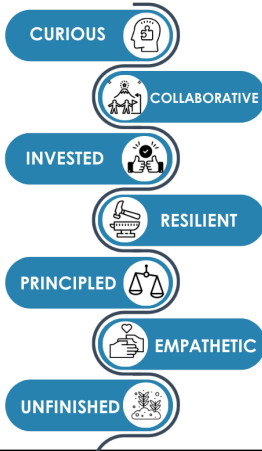 CURIOUS
COLLABORATIVE
INVESTED
RESILIENT
PRINCIPLED
EMPATHETIC
UNFINISHED